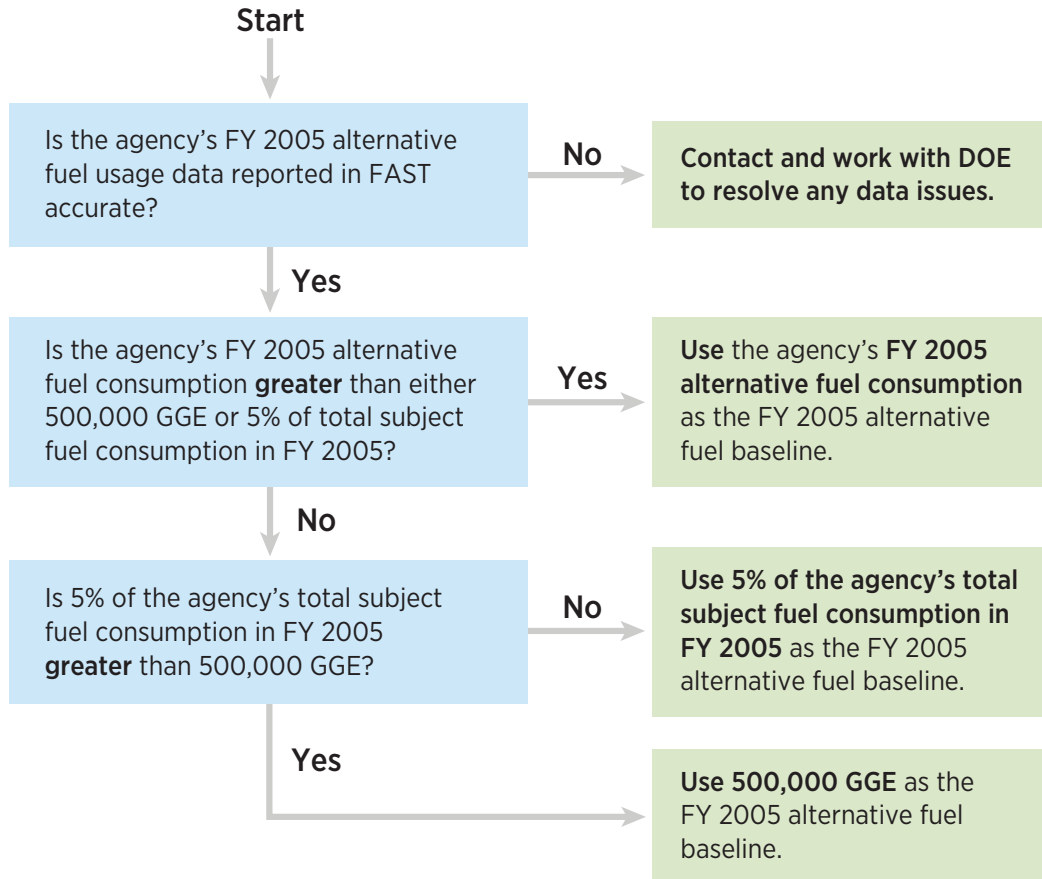 Start
Is the agency’s FY 2005 alternative
fuel usage data reported in FAST
accurate?
No
Contact and work with DOE
to resolve any data issues.
Yes
Is the agency’s FY 2005 alternative
fuel consumption greater than either
500,000 GGE or 5% of total subject
fuel consumption in FY 2005?
Yes
Use the agency’s FY 2005
alternative fuel consumption
as the FY 2005 alternative
fuel baseline.
No
Is 5% of the agency’s total subject
fuel consumption in FY 2005
greater than 500,000 GGE?
No
Use 5% of the agency’s total
subject fuel consumption in
FY 2005 as the FY 2005
alternative fuel baseline.
Yes
Use 500,000 GGE as the
FY 2005 alternative fuel
baseline.